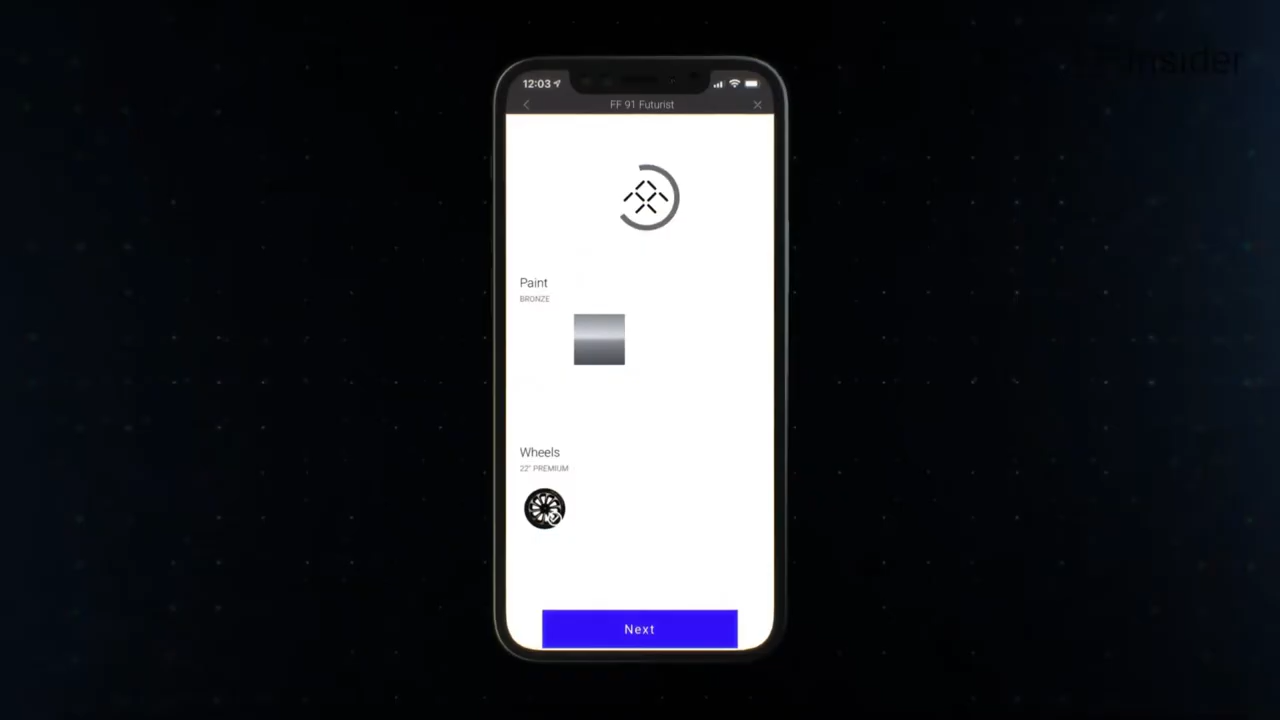 Insider
12:03
FF 91 Futurist
Paint
BRONZE
Wheels
22" PREMIUM
Next